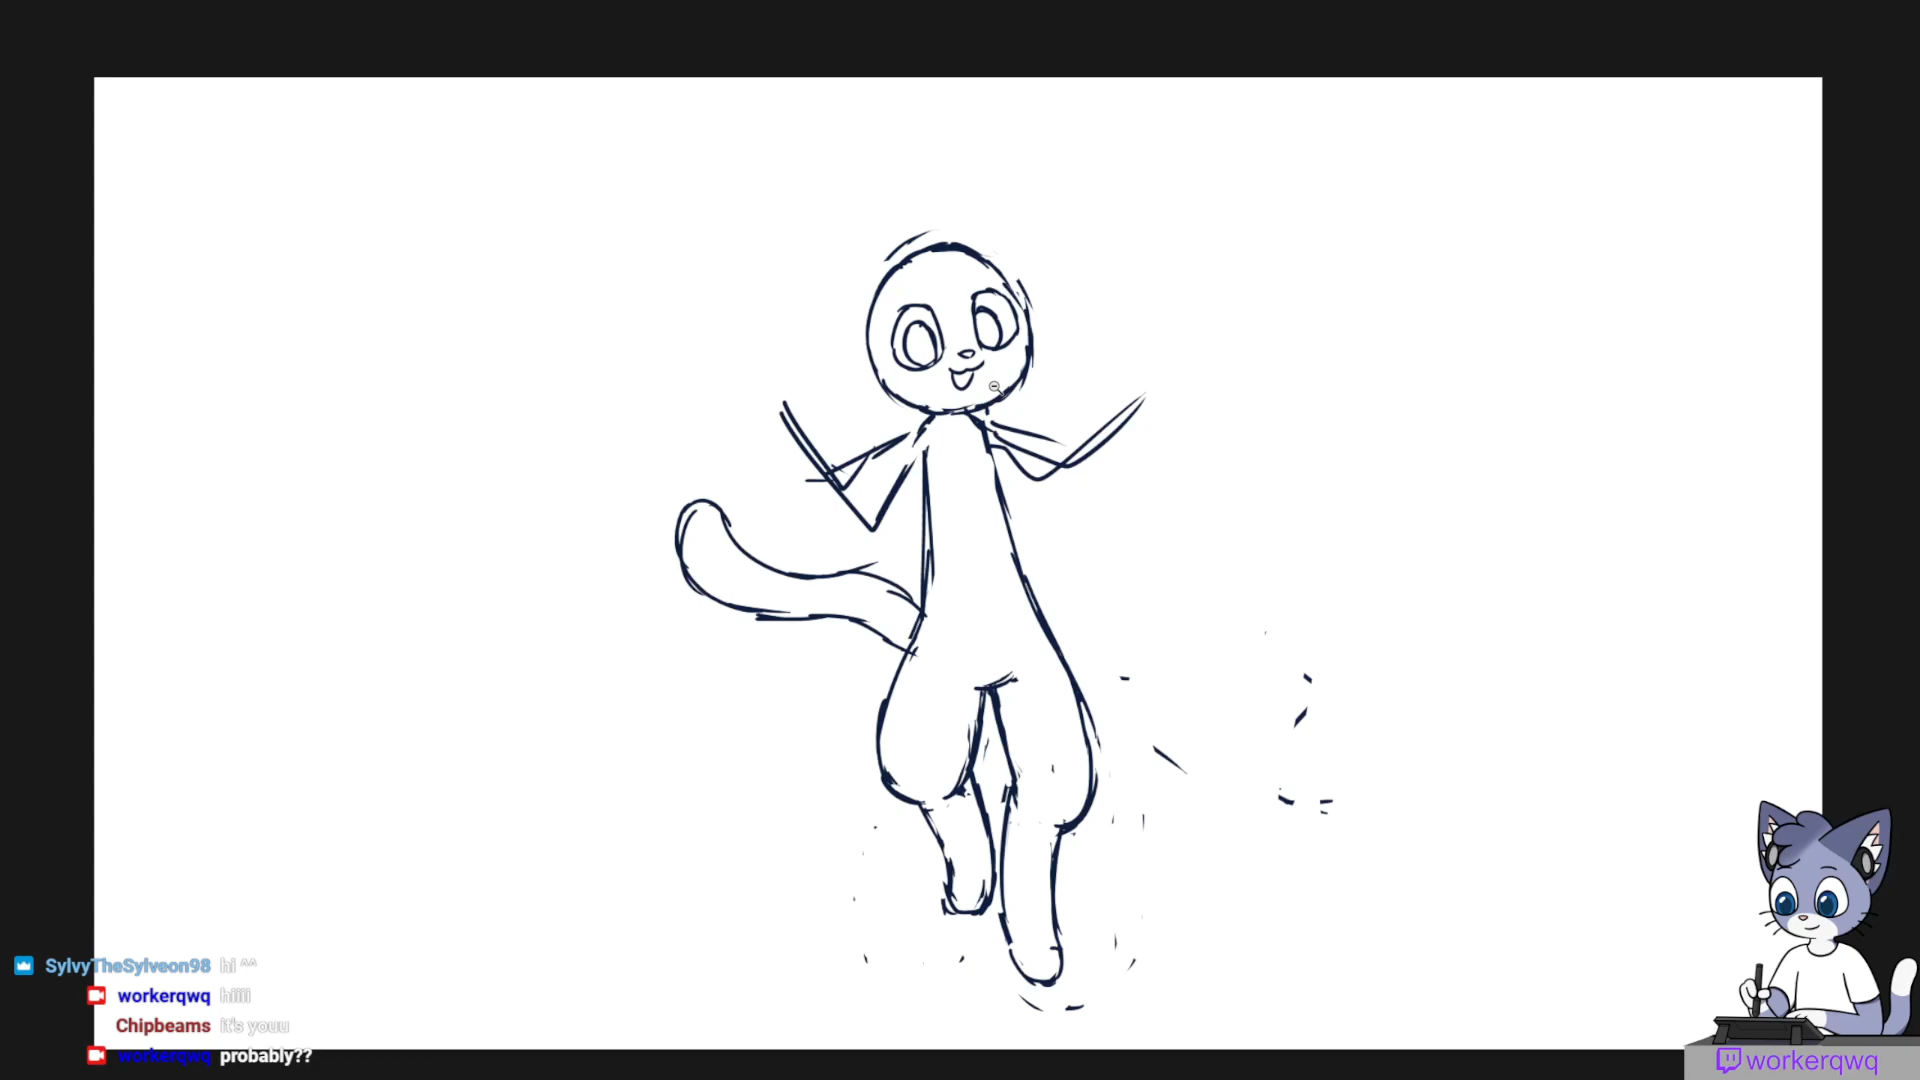 SylvyTheSylveon98 hi ^^
workerqwq hiiii
Chipbeams it's youu
workerqwq probably??
workerqwq